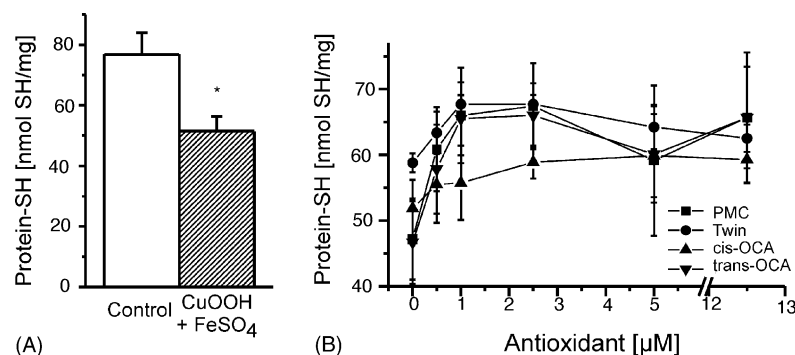 Protein-SH [nmol SH/mg]
80
60
40
20
0
*
Control
CuOOH
+ FeSO4
(A)
Protein-SH [nmol SH/mg]
70
60
50
40
PMC
Twin
cis-OCA
trans-OCA
0 1 2 3 4 5 12 13
Antioxidant [µM]
(B)